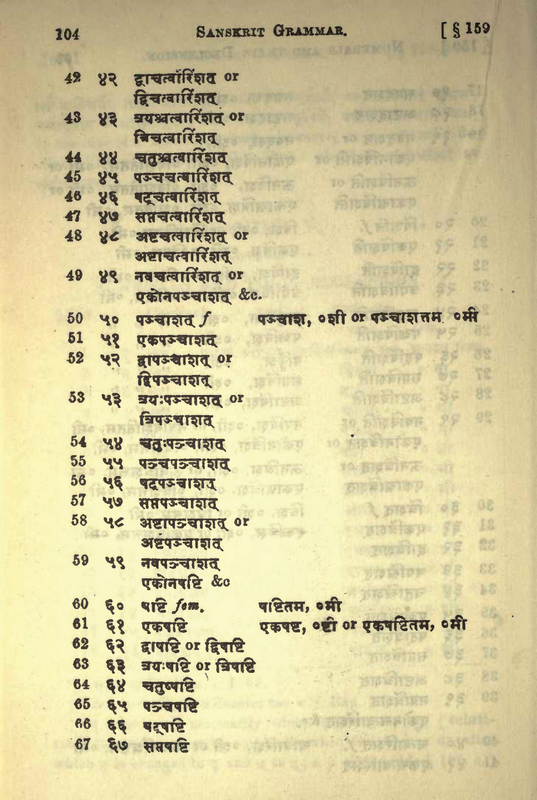 104 SANSKRIT GRAMMAR. [ § 159
42 ४२ द्वाचत्वारिंशत् or
द्विचत्वारिंशत्
43 ४३ त्रयश्चत्वारिंशत् or
त्रिचत्वारिंशत्
44 ४४ चतुश्चत्वारिंशत्
45 ४५ पञ्चचत्वारिंशत्
46 ४६ षट्चत्वारिंशत्
47 ४७ सप्तचत्वारिंशत्
48 ४८ अष्टचत्वारिंशत् or
अष्टाचत्वारिंशत्
49 ४९ नवचत्वारिंशत् or
एकोनपञ्चाशत् &c.
50 ५० पञ्चाशत् f पञ्चाश, ०शी or पञ्चाशत्तम, ०मी
51 ५१ एकपञ्चाशत्
52 ५२ द्वापञ्चाशत् or
द्विपञ्चाशत्
53 ५३ त्रयःपञ्चाशत् or
त्रिपञ्चाशत्
54 ५४ चतुःपञ्चाशत्
55 ५५ पञ्चपञ्चाशत्
56 ५६ षट्पञ्चाशत्
57 ५७ सप्तपञ्चाशत्
58 ५८ अष्टापञ्चाशत् or
अष्टपञ्चाशत्
59 ५९ नवपञ्चाशत्
एकोनषष्टि &c
60 ६० षष्टि fem. षष्टितम, ०मी
61 ६१ एकषष्टि एकषष्ट, ०ष्टी or एकषष्टितम, ०मी
62 ६२ द्वाषष्टि or द्विषष्टि
63 ६३ त्रयःषष्टि or त्रिषष्टि
64 ६४ चतुष्षष्टि
65 ६५ पञ्चषष्टि
66 ६६ षट्षष्टि
67 ६७ सप्तषष्टि